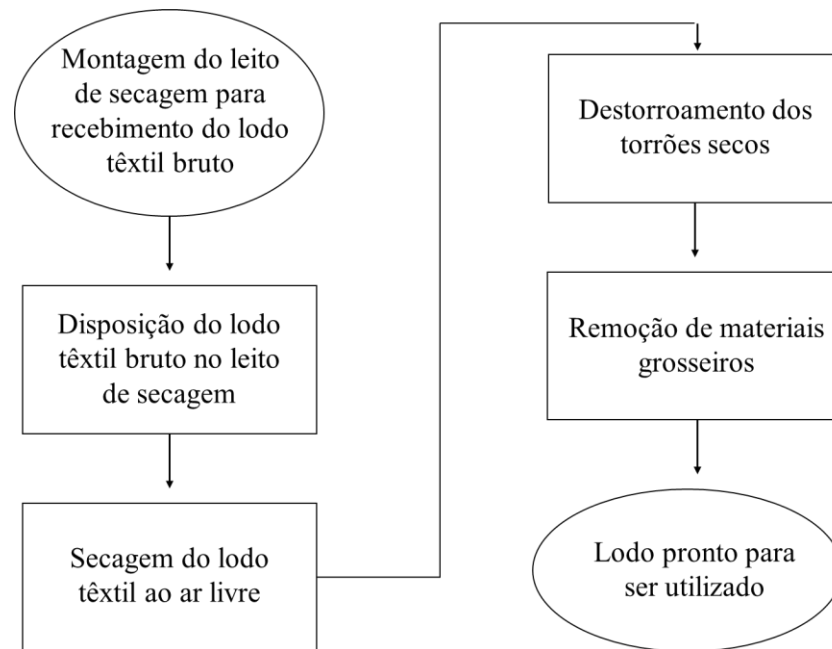 Montagem do leito
de secagem para
recebimento do lodo
têxtil bruto
Disposição do lodo
têxtil bruto no leito
de secagem
Secagem do lodo
têxtil ao ar livre
Destorroamento dos
torrões secos
Remoção de materiais
grosseiros
Lodo pronto para
ser utilizado